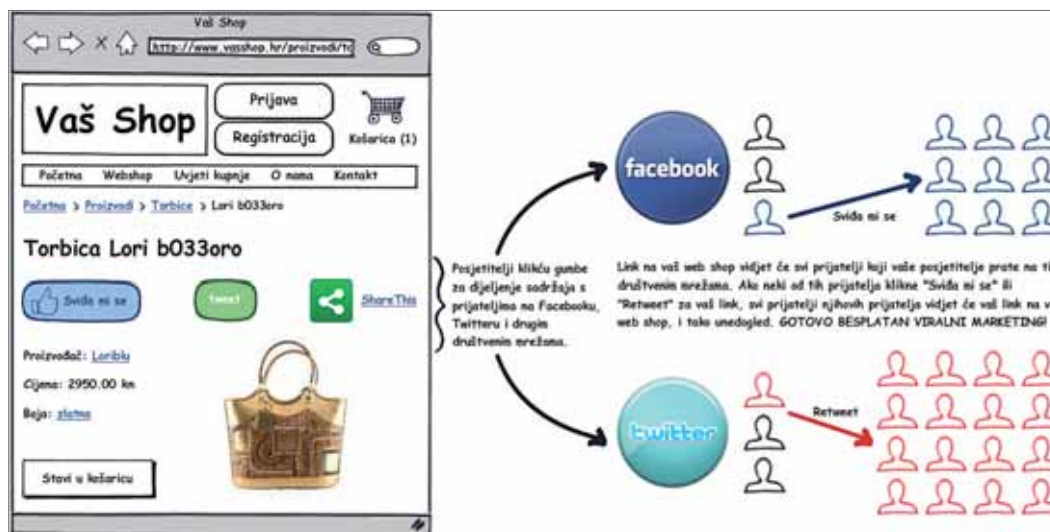 Vaš Shop
http://www.vasshop.hr/proizvodi/to
Vaš Shop
Prijava
Registracija
Košarica (1)
Početna Webshop Uvjeti kupnje O nama Kontakt
Početna > Proizvodi > Torbice > Lori b033oro
Torbica Lori b033oro
Sviđa mi se
tweet
ShareThis
Proizvođač: Loriblu
Cijena: 2950.00 kn
Boja: zlatna
Stavi u košaricu
Posjetitelji klikću gumbe
za dijeljenje sadržaja s
prijateljima na Facebooku,
Twitteru i drugim
društvenim mrežama.
facebook
Sviđa mi se
Link na vaš web shop vidjet će svi prijatelji koji vaše posjetitelje prate na ti
društvenim mrežama. Ako neki od tih prijatelja klikne "Sviđa mi se" ili
"Retweet" za vaš link, svi prijatelji njihovih prijatelja vidjet će vaš link na v
web shop, i tako unedogled. GOTOVO BESPLATAN VIRALNI MARKETING!
twitter
Retweet